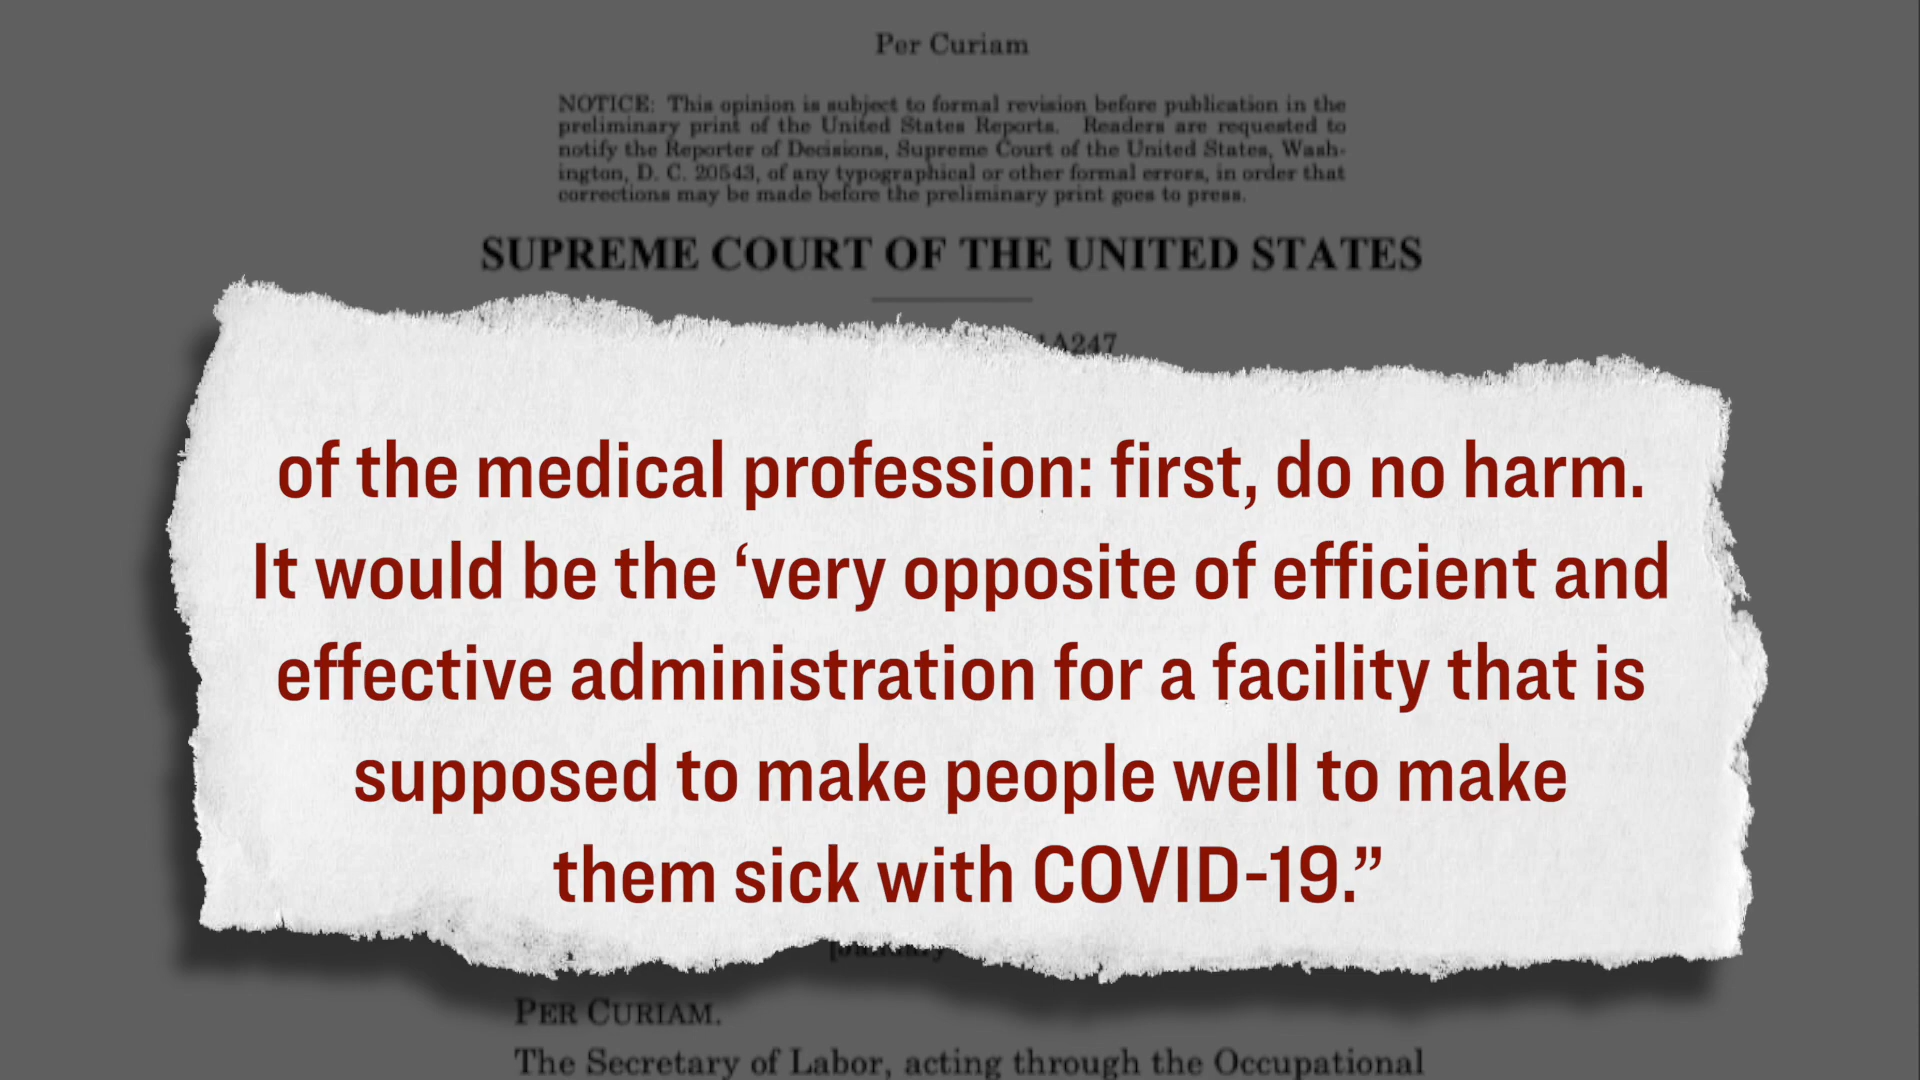 Per Curiam
NOTICE: This opinion is subject to formal revision before publication in the
preliminary print of the United States Reports. Readers are requested to
notify the Reporter of Decisions, Supreme Court of the United States, Wash-
ington, D. C. 20543, of any typographical or other formal errors, in order that
corrections may be made before the preliminary print goes to press.
SUPREME COURT OF THE UNITED STATES
of the medical profession: first, do no harm.
It would be the ‘very opposite of efficient and
effective administration for a facility that is
supposed to make people well to make
them sick with COVID-19.”
PER CURIAM.
The Secretary of Labor, acting through the Occupational